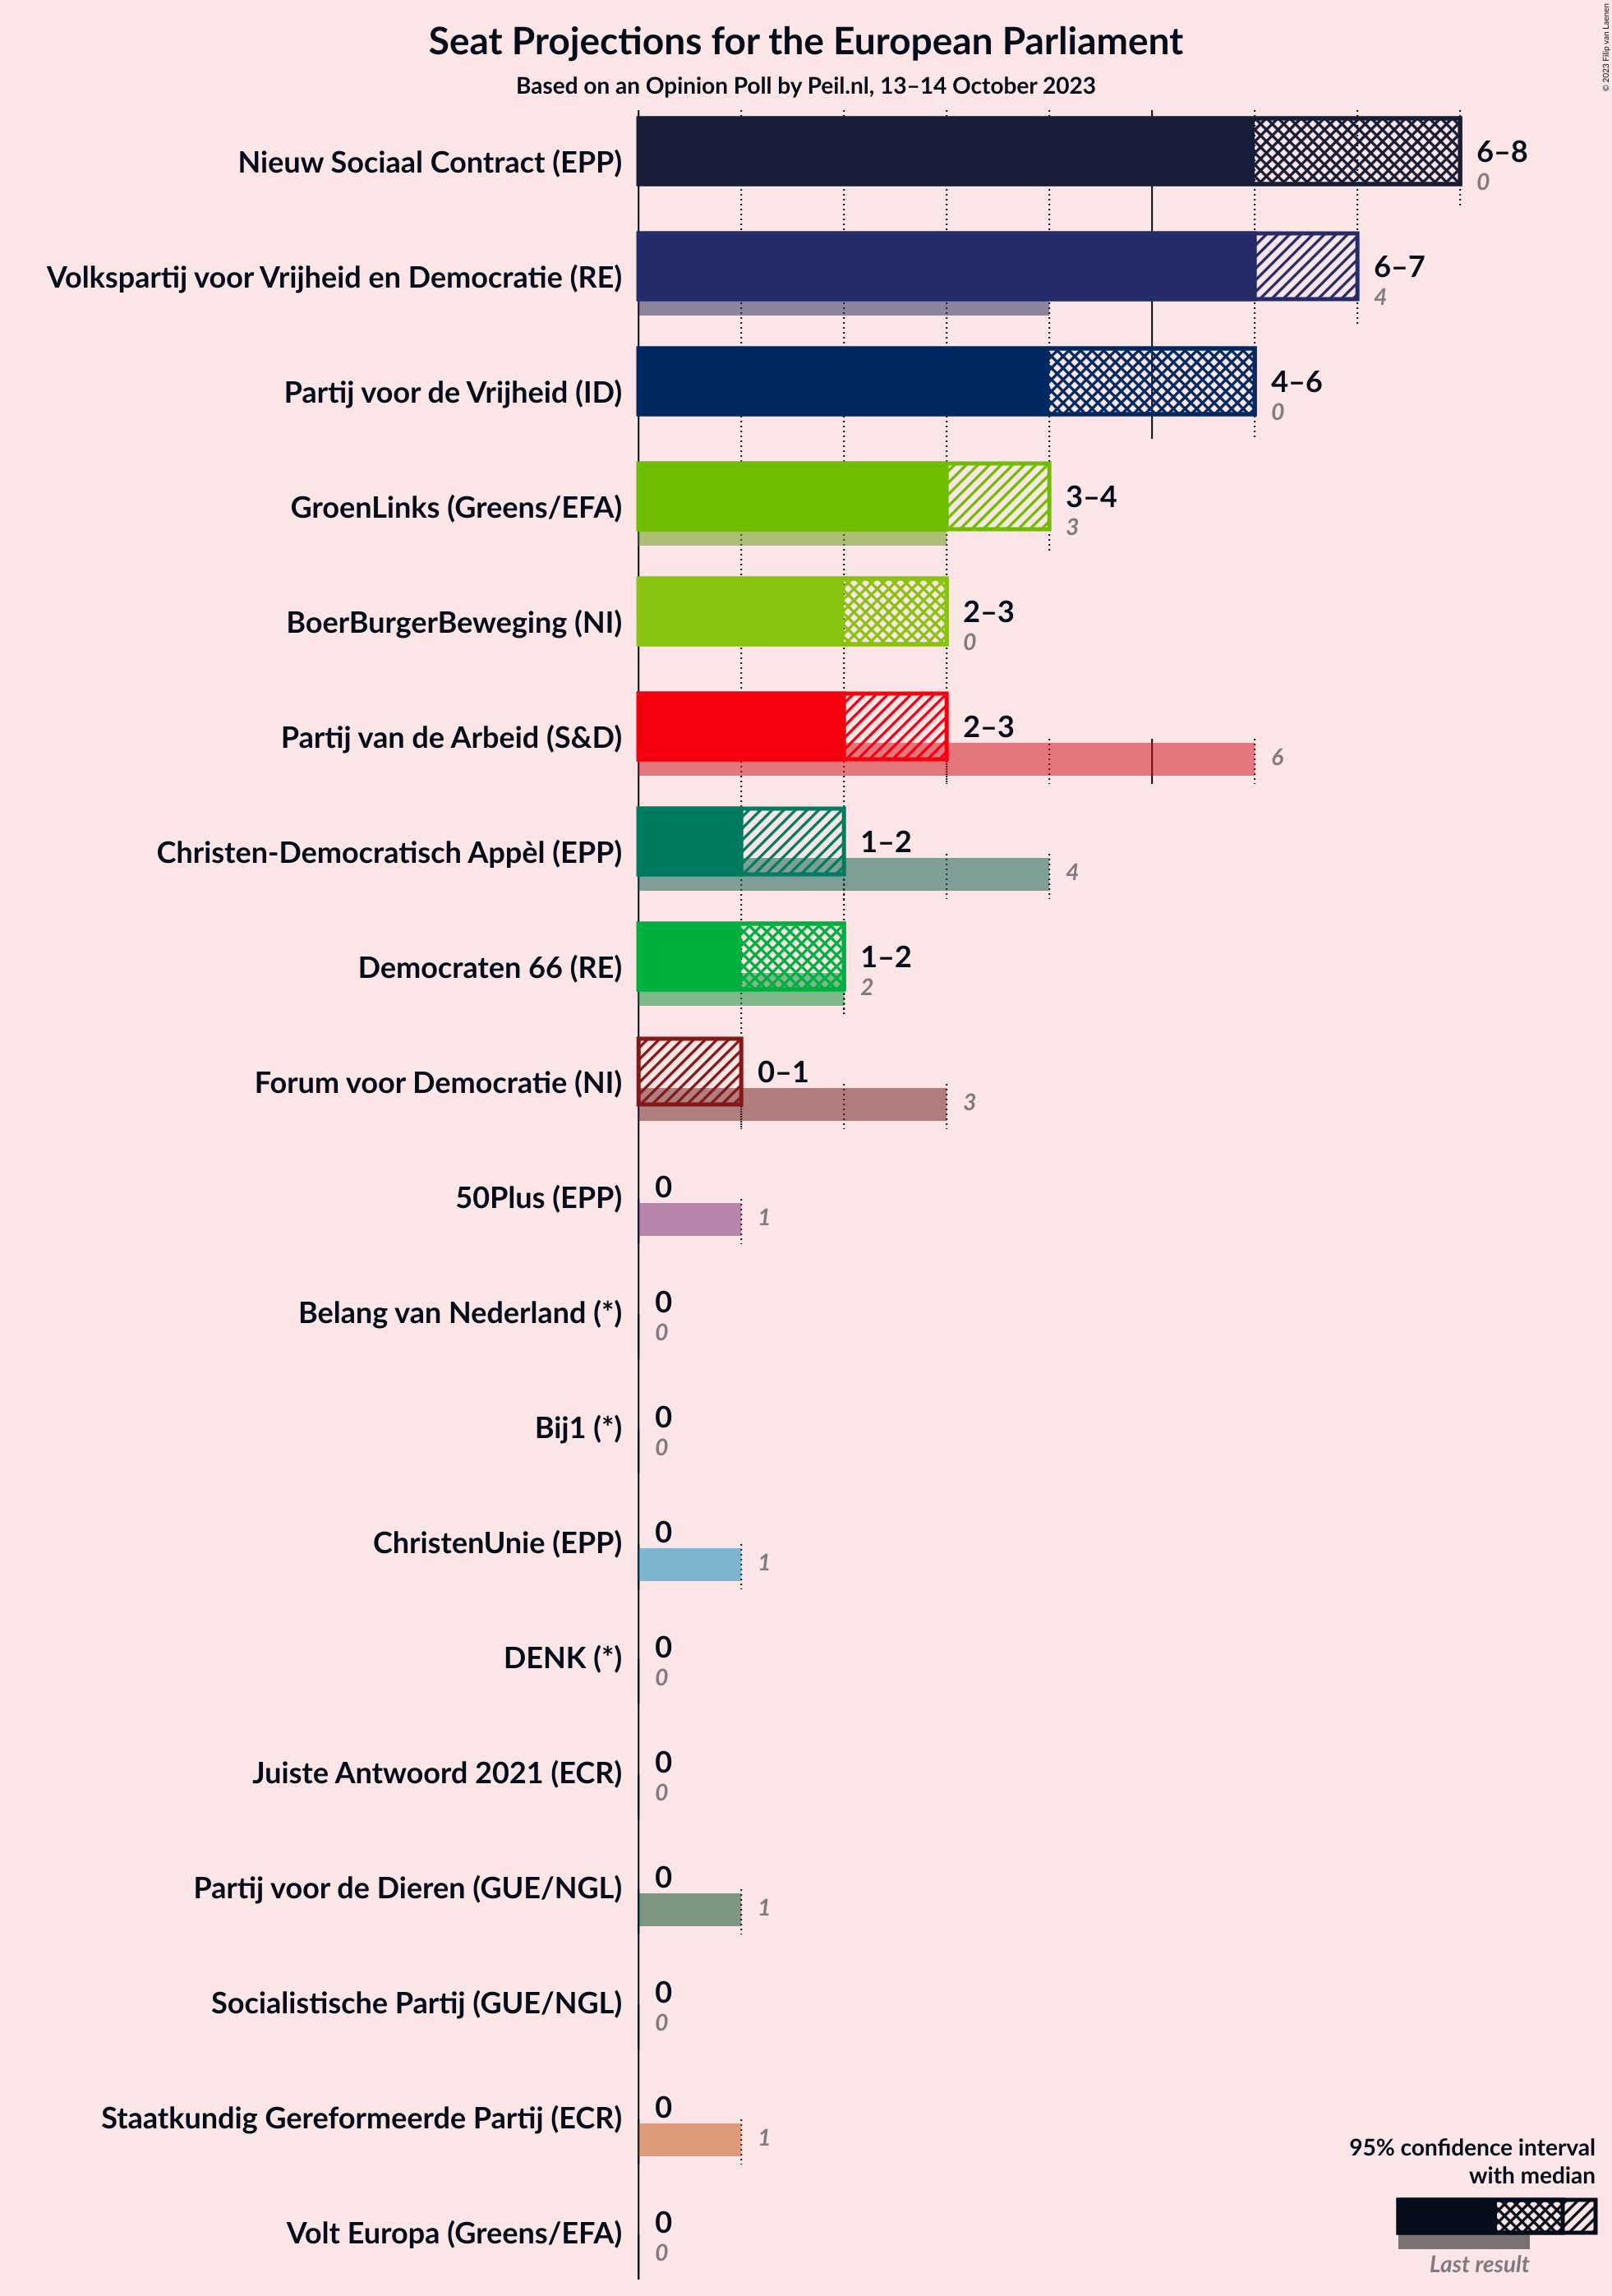 Seat Projections for the European Parliament
Based on an Opinion Poll by Peil.nl, 13–14 October 2023
© 2023 Filip van Laenen
Nieuw Sociaal Contract (EPP)
6–8
0
Volkspartij voor Vrijheid en Democratie (RE)
6–7
4
Partij voor de Vrijheid (ID)
4–6
0
GroenLinks (Greens/EFA)
3–4
3
BoerBurgerBeweging (NI)
2–3
0
Partij van de Arbeid (S&D)
2–3
6
Christen-Democratisch Appèl (EPP)
1–2
4
Democraten 66 (RE)
1–2
2
Forum voor Democratie (NI)
0–1
3
50Plus (EPP)
0
1
Belang van Nederland (*)
0
0
Bij1 (*)
0
0
ChristenUnie (EPP)
0
1
DENK (*)
0
0
Juiste Antwoord 2021 (ECR)
0
0
Partij voor de Dieren (GUE/NGL)
0
1
Socialistische Partij (GUE/NGL)
0
0
Staatkundig Gereformeerde Partij (ECR)
0
1
Volt Europa (Greens/EFA)
0
0
95% confidence interval
with median
Last result